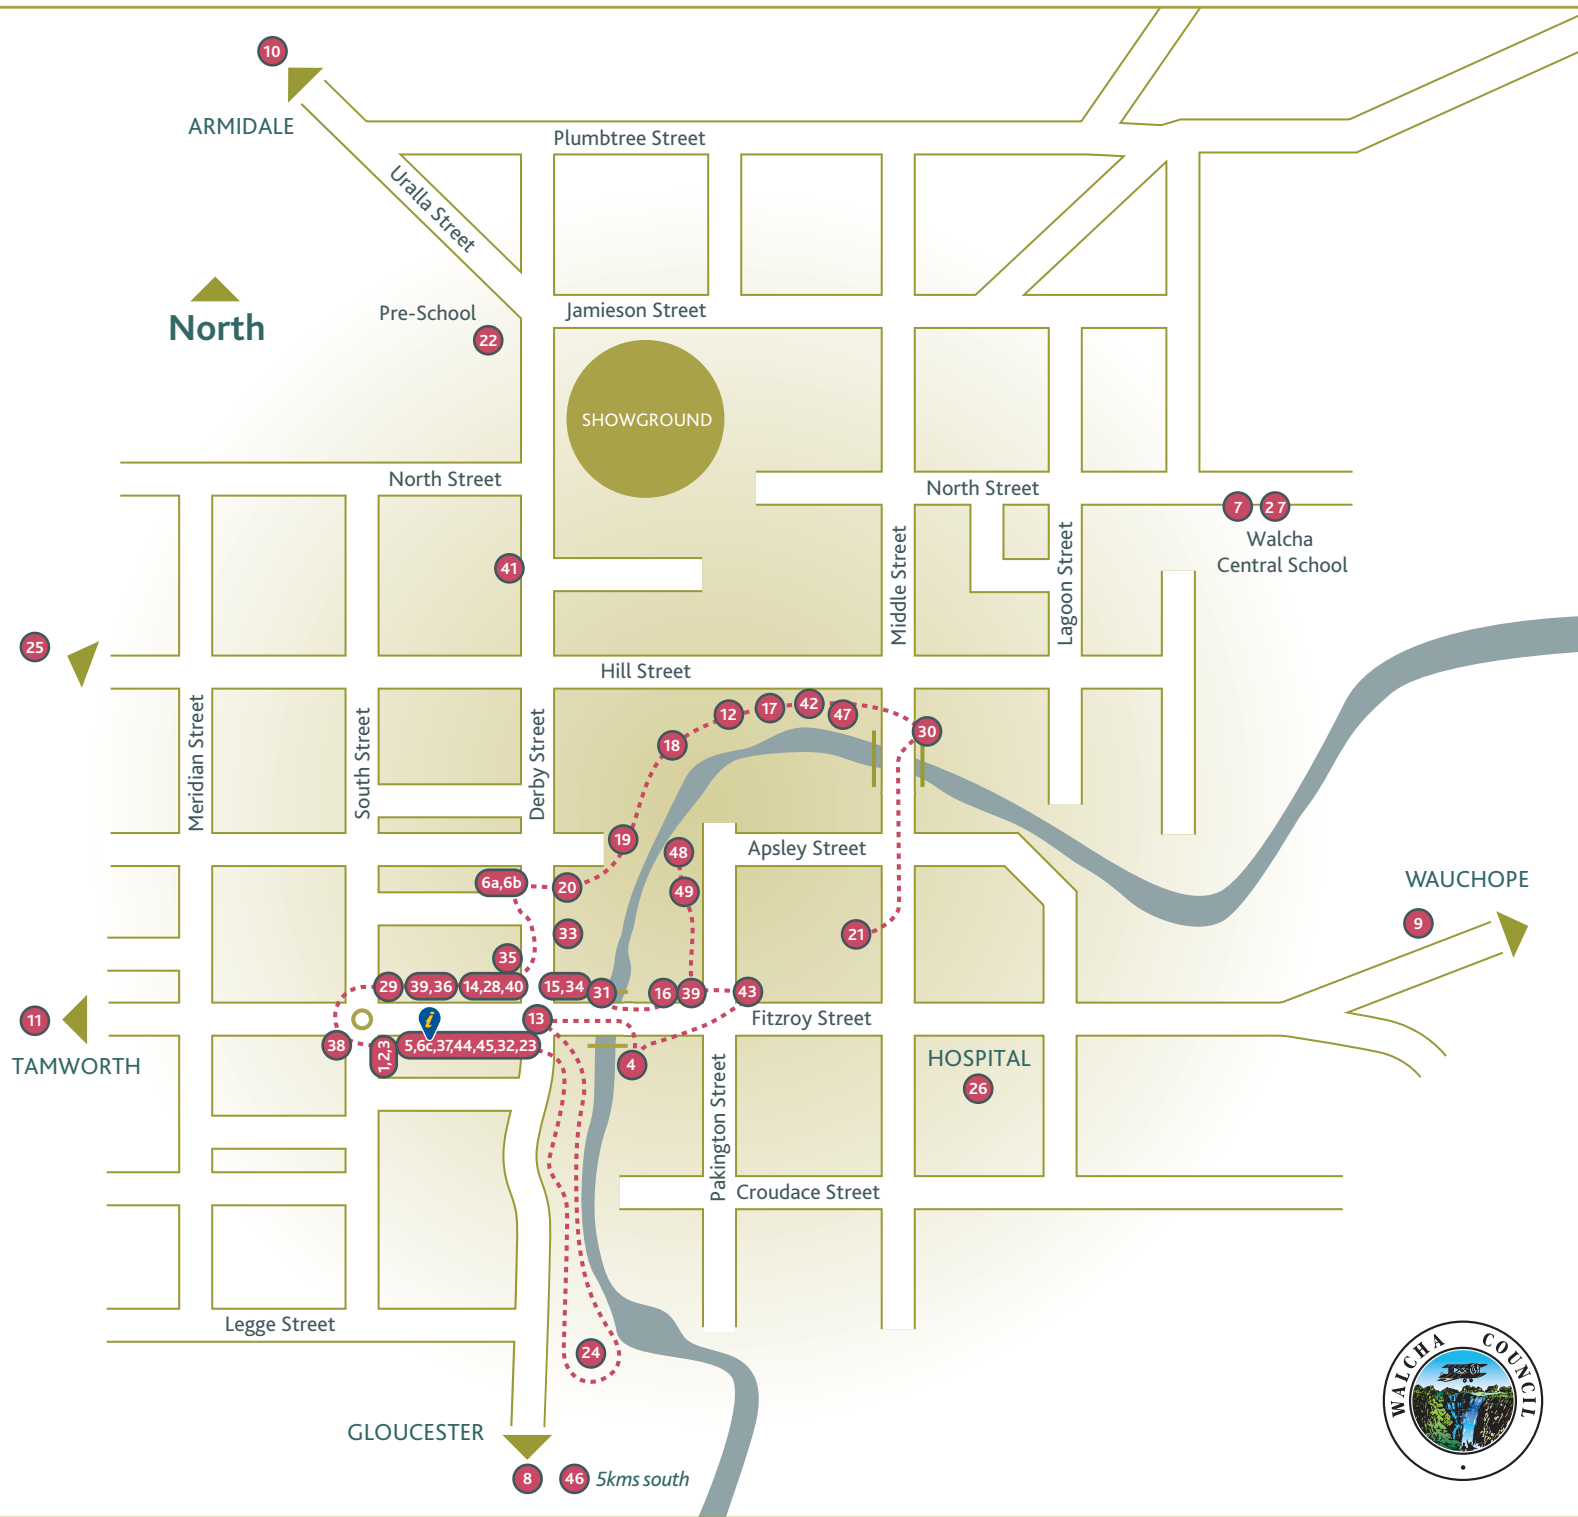 10
ARMIDALE
Plumbtree Street
Uralla Street
North
Pre-School
22
Jamieson Street
SHOWGROUND
North Street
North Street
7
27
Walcha
Central School
41
Middle Street
Lagoon Street
25
Hill Street
Meridian Street
South Street
Derby Street
12
17
42
47
30
18
19
48
Apsley Street
6a,6b
20
49
WAUCHOPE
9
33
21
35
29
39,36
14,28,40
15,34
31
16
39
43
11
TAMWORTH
i
13
Fitzroy Street
38
1,2,3
5,6c,37,44,45,32,23
4
HOSPITAL
26
Pakington Street
Croudace Street
Legge Street
24
GLOUCESTER
8
46
5kms south
WALCHA COUNCIL